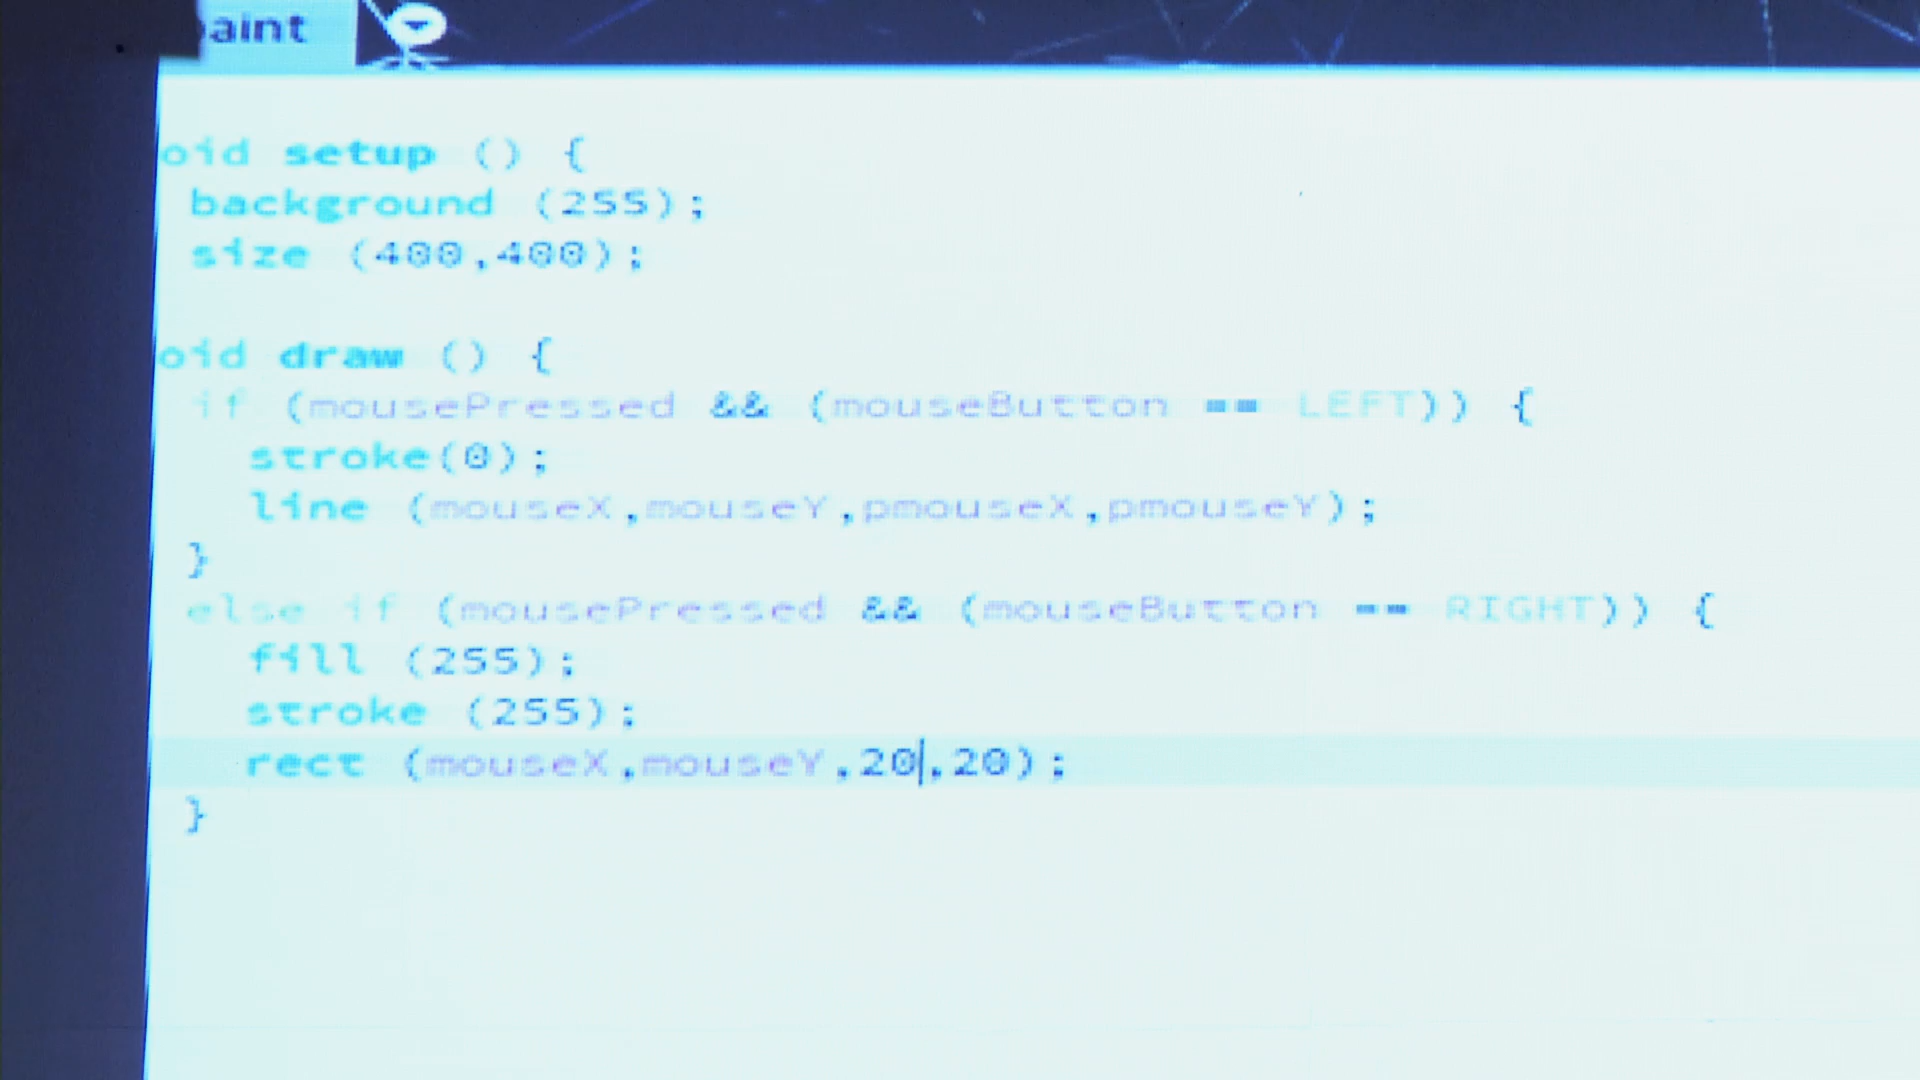 aint
oid setup () {
background (255);
size (400,400);
oid draw () {
if (mousePressed && (mouseButton == LEFT)) {
stroke(0);
line (mouseX,mouseY,pmouseX,pmouseY);
}
else if (mousePressed && (mouseButton == RIGHT)) {
fill (255);
stroke (255);
rect (mouseX,mouseY,20,20);
}